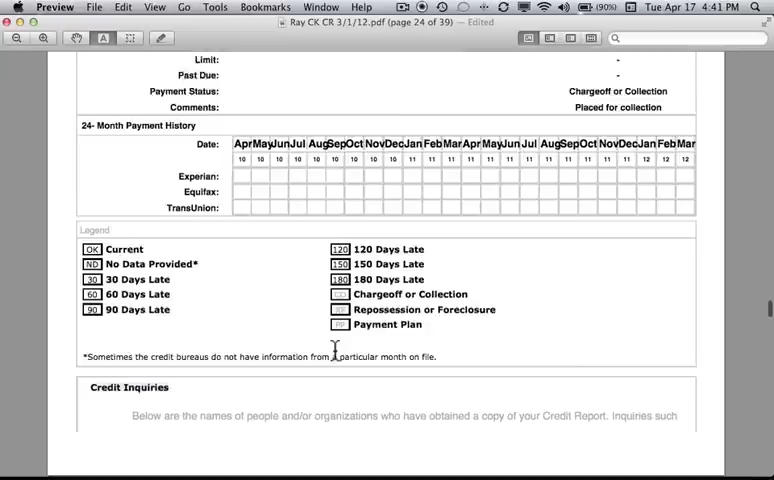 Preview File Edit View Go Tools Bookmarks Window Help (90%) Tue Apr 17 4:41 PM
Ray CK CR 3/1/12.pdf (page 24 of 39) — Edited
A
Limit: -
Past Due: -
Payment Status: Chargeoff or Collection
Comments: Placed for collection
24- Month Payment History
Date: Apr May Jun Jul Aug Sep Oct Nov Dec Jan Feb Mar Apr May Jun Jul Aug Sep Oct Nov Dec Jan Feb Mar
10 10 10 10 10 10 10 10 10 11 11 11 11 11 11 11 11 11 11 11 11 12 12 12
Experian:
Equifax:
TransUnion:
Legend
OK Current 120 120 Days Late
ND No Data Provided* 150 150 Days Late
30 30 Days Late 180 180 Days Late
60 60 Days Late Chargeoff or Collection
90 90 Days Late Repossession or Foreclosure
PP Payment Plan
*Sometimes the credit bureaus do not have information from a particular month on file.
Credit Inquiries
Below are the names of people and/or organizations who have obtained a copy of your Credit Report. Inquiries such